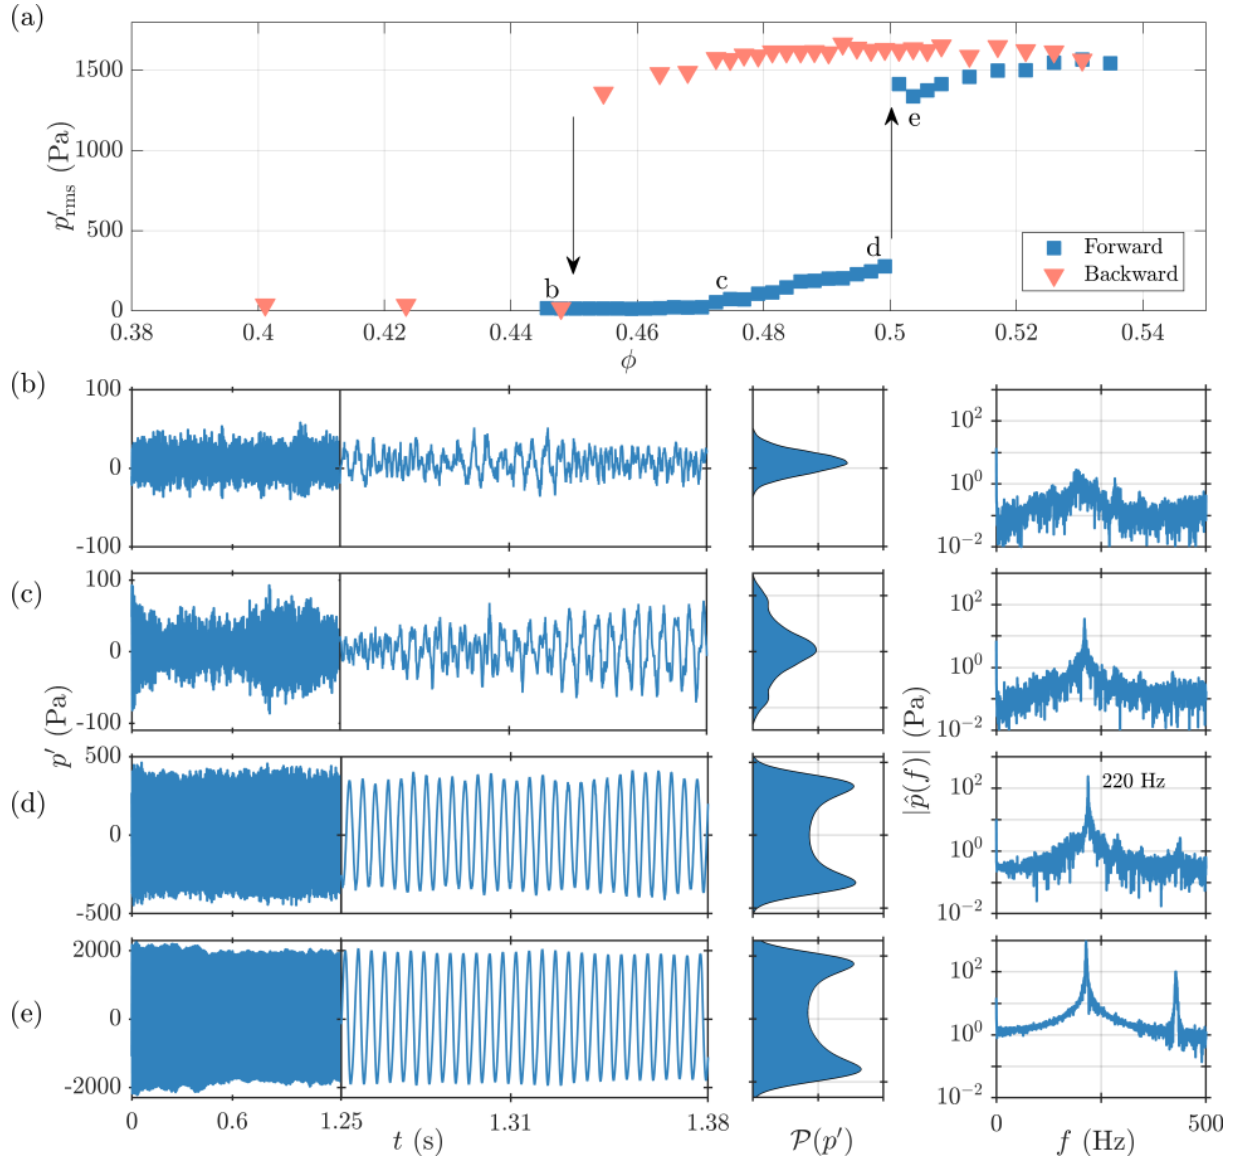 (a)
1500
1000
500
0
p′rms (Pa)
b
c
d
e
Forward
Backward
0.38
0.4
0.42
0.44
0.46
0.48
0.5
0.52
0.54
ϕ
(b)
100
0
-100
10²
10⁰
10⁻²
(c)
100
0
-100
10²
10⁰
10⁻²
p′ (Pa)
|p̂(f)| (Pa)
(d)
500
0
-500
220 Hz
10²
10⁰
10⁻²
(e)
2000
0
-2000
10²
10⁰
10⁻²
0
0.6
1.25
1.31
1.38
t (s)
𝒫(p′)
0
500
f (Hz)